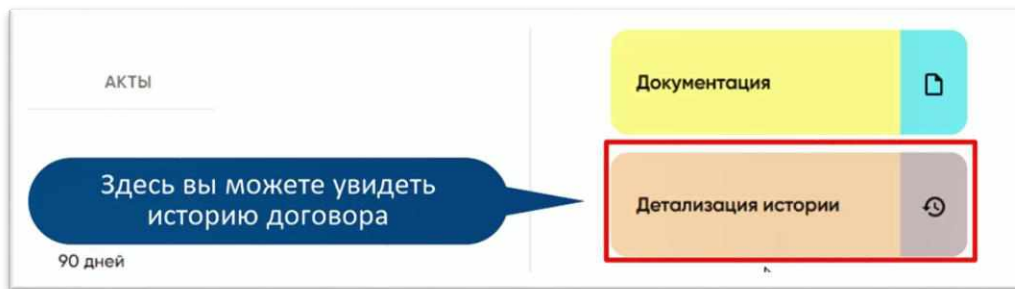 АКТЫ
Документация
Здесь вы можете увидеть
историю договора
Детализация истории
90 дней